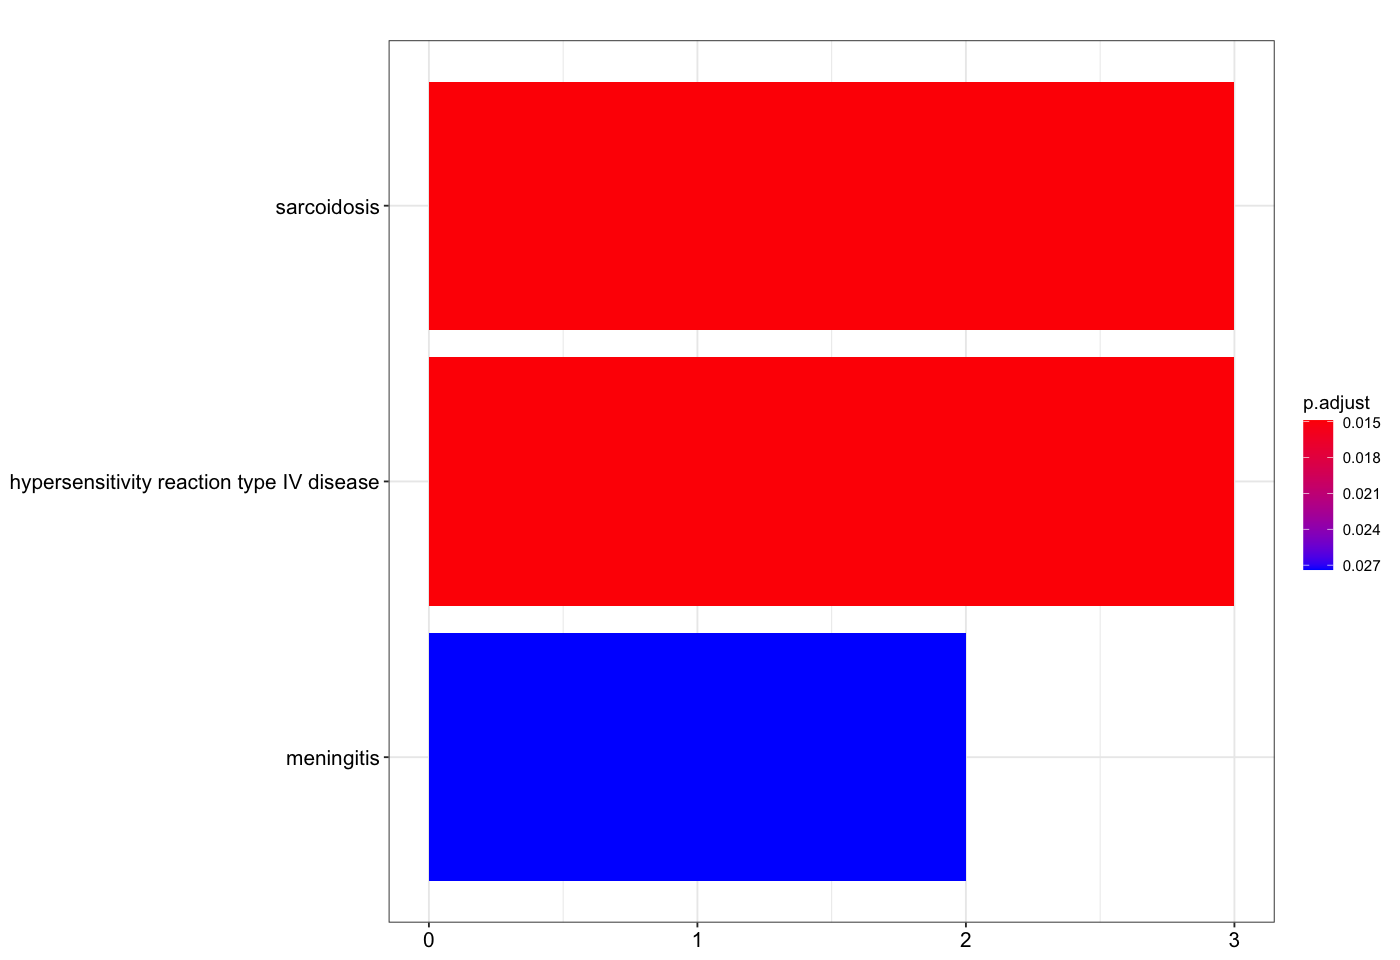 sarcoidosis
hypersensitivity reaction type IV disease
meningitis
0 1 2 3
p.adjust
0.015
0.018
0.021
0.024
0.027